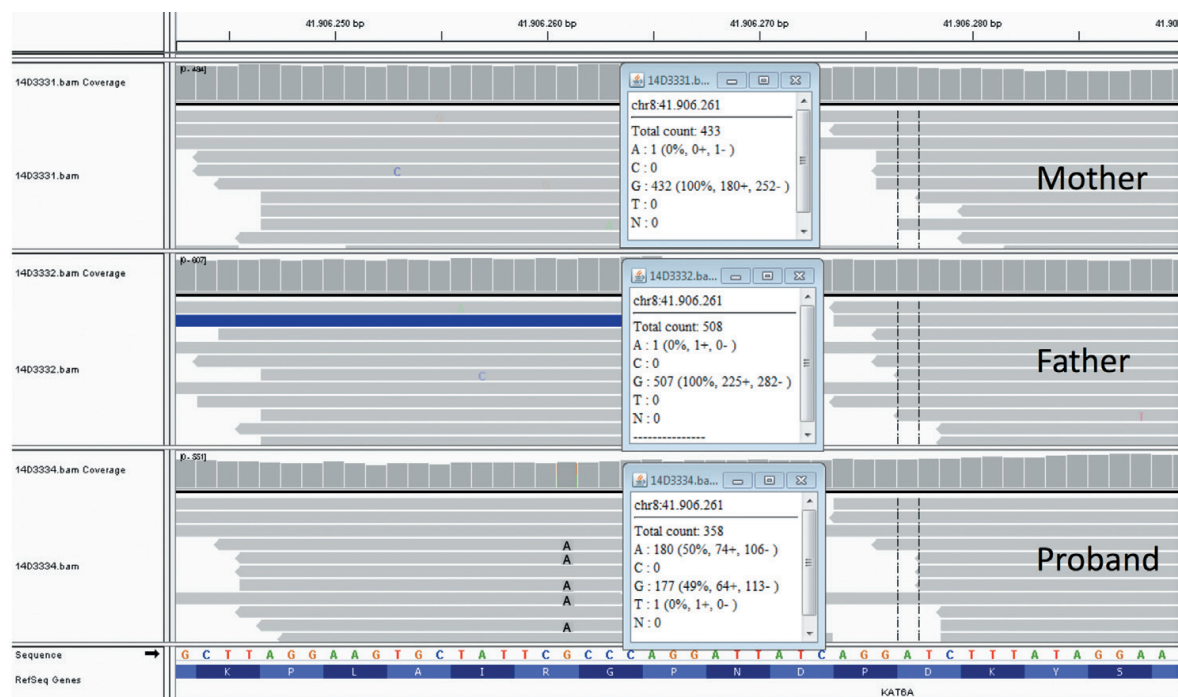 41.906.250 bp 41.906.260 bp 41.906.270 bp 41.906.280 bp
14D3331.bam Coverage
14D3331.bam
C
14D3331.b...
chr8:41.906.261
Total count: 433
A : 1 (0%, 0+, 1- )
C : 0
G : 432 (100%, 180+, 252- )
T : 0
N : 0
Mother
14D3332.bam Coverage
[0 - 607]
14D3332.bam
C
14D3332.ba...
chr8:41.906.261
Total count: 508
A : 1 (0%, 1+, 0- )
C : 0
G : 507 (100%, 225+, 282- )
T : 0
N : 0
---------------
Father
T
14D3334.bam Coverage
[0 - 551]
14D3334.bam
A
A
A
A
A
14D3334.ba...
chr8:41.906.261
Total count: 358
A : 180 (50%, 74+, 106- )
C : 0
G : 177 (49%, 64+, 113- )
T : 1 (0%, 1+, 0- )
N : 0
Proband
Sequence G C T T A G G A A G T G C T A T T C G C C C A G G A T T A T C A G G A T C T T T A T A G G A A
RefSeq Genes K P L A I R G P N D P D K Y S
KAT6A